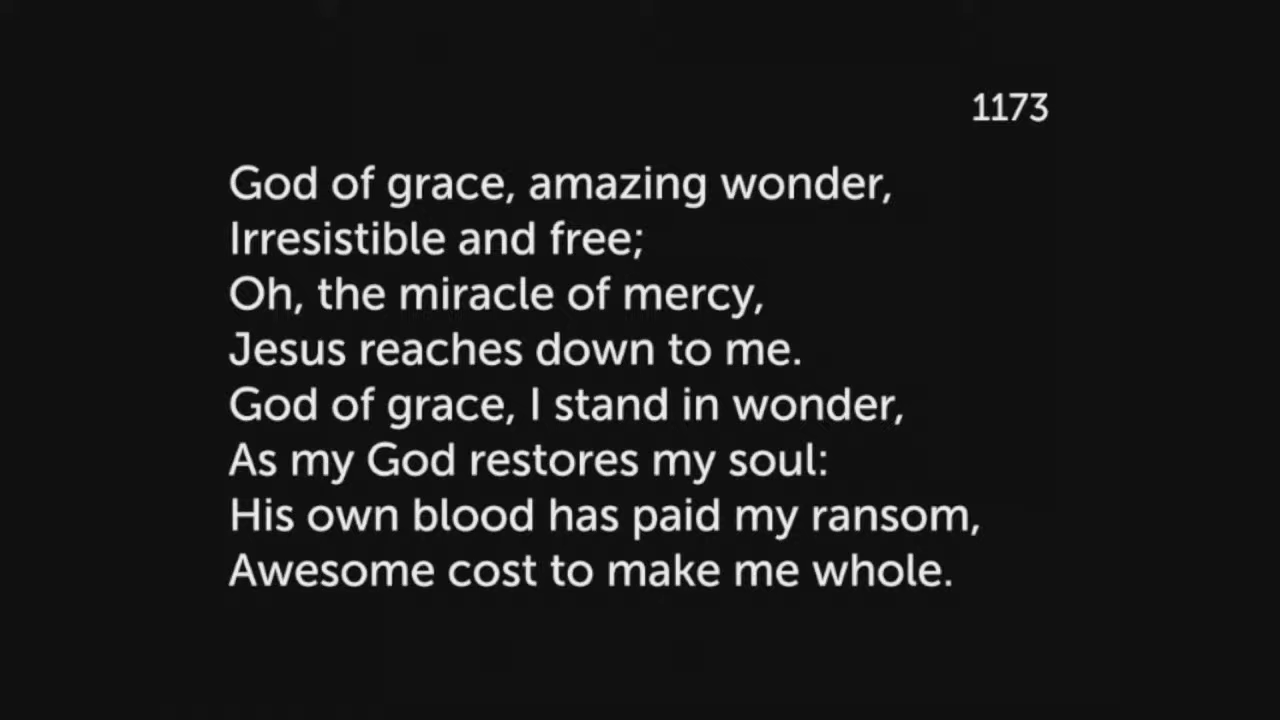 1173
God of grace, amazing wonder,
Irresistible and free;
Oh, the miracle of mercy,
Jesus reaches down to me.
God of grace, I stand in wonder,
As my God restores my soul:
His own blood has paid my ransom,
Awesome cost to make me whole.